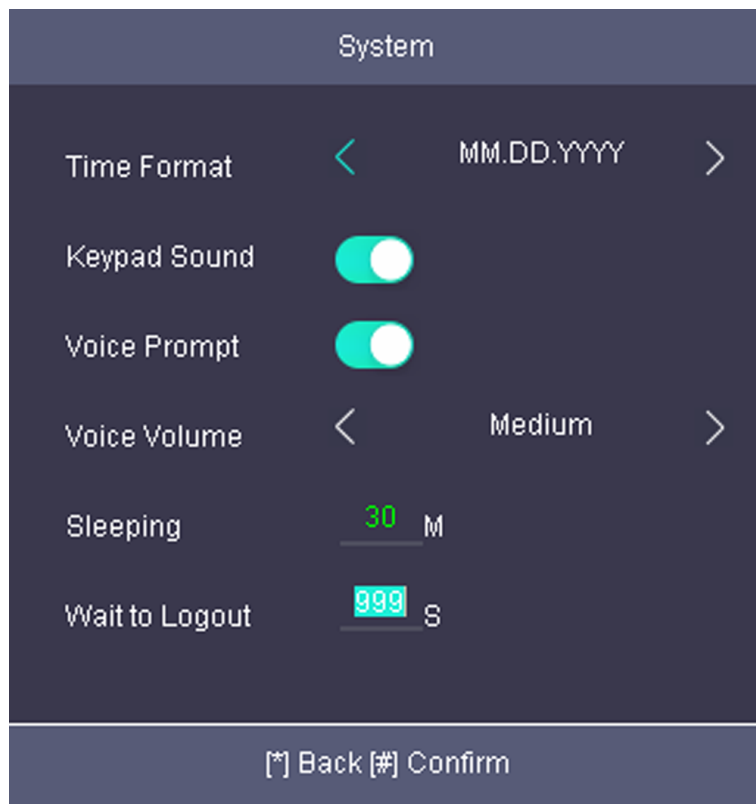 System
Time Format < MM.DD.YYYY >
Keypad Sound
Voice Prompt
Voice Volume < Medium >
Sleeping 30 M
Wait to Logout 999 S
[*] Back [#] Confirm